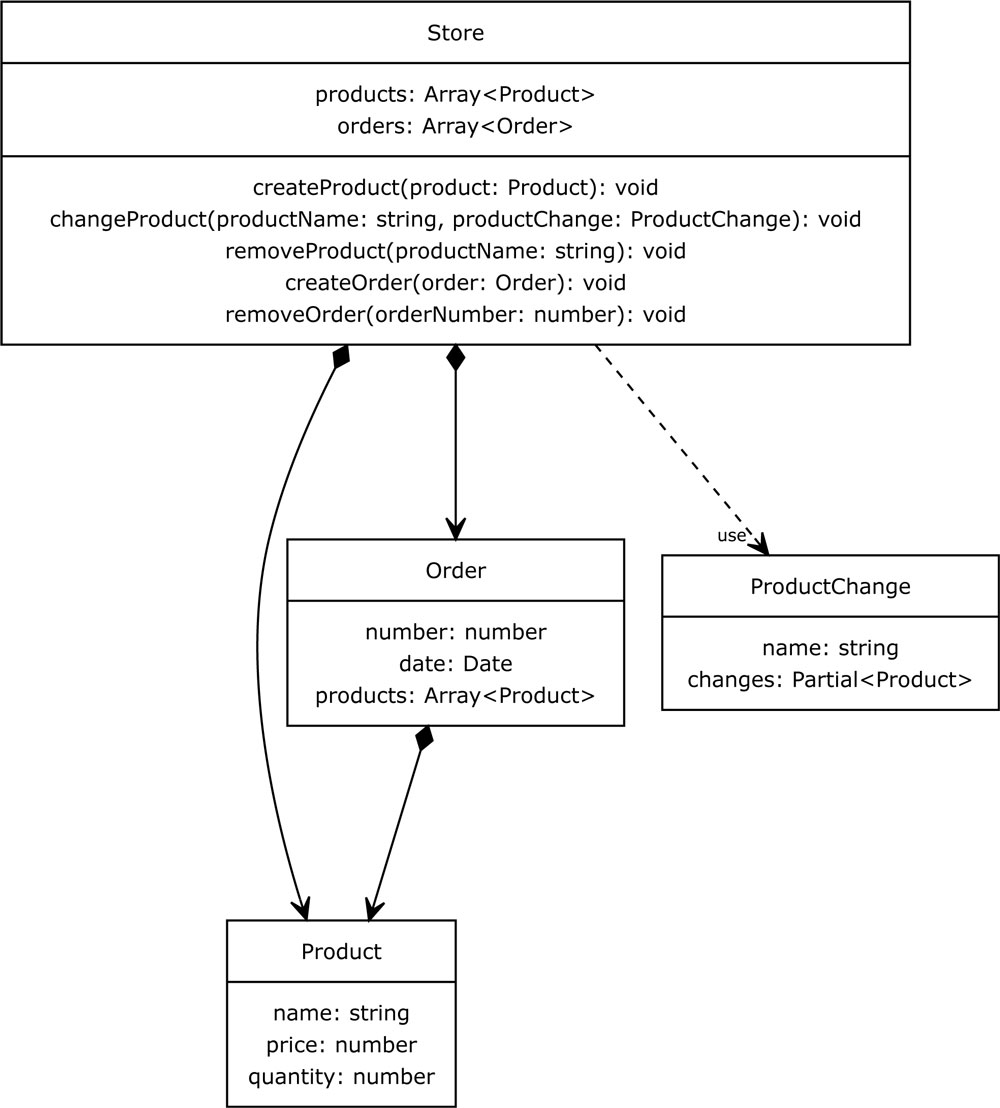 Store
products: Array<Product>
orders: Array<Order>
createProduct(product: Product): void
changeProduct(productName: string, productChange: ProductChange): void
removeProduct(productName: string): void
createOrder(order: Order): void
removeOrder(orderNumber: number): void
use
Order
number: number
date: Date
products: Array<Product>
ProductChange
name: string
changes: Partial<Product>
Product
name: string
price: number
quantity: number